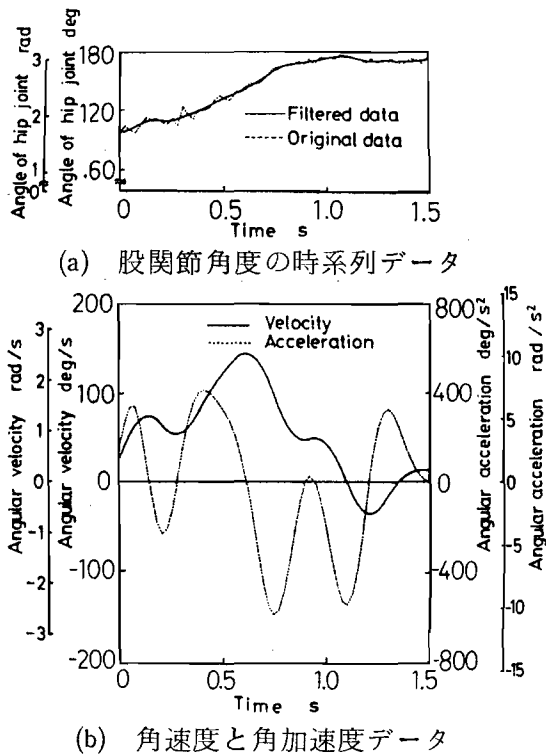 Angle of hip joint rad
3
2
1
0
Angle of hip joint deg
180
120
60
Filtered data
Original data
0 0.5 1.0 1.5
Time s
(a) 股関節角度の時系列データ
Angular velocity rad/s
3
2
1
0
-1
-2
-3
Angular velocity deg/s
200
100
0
-100
-200
Velocity
Acceleration
800
400
0
-400
-800
Angular acceleration deg/s²
15
10
5
0
-5
-10
-15
Angular acceleration rad/s²
0 0.5 1.0 1.5
Time s
(b) 角速度と角加速度データ